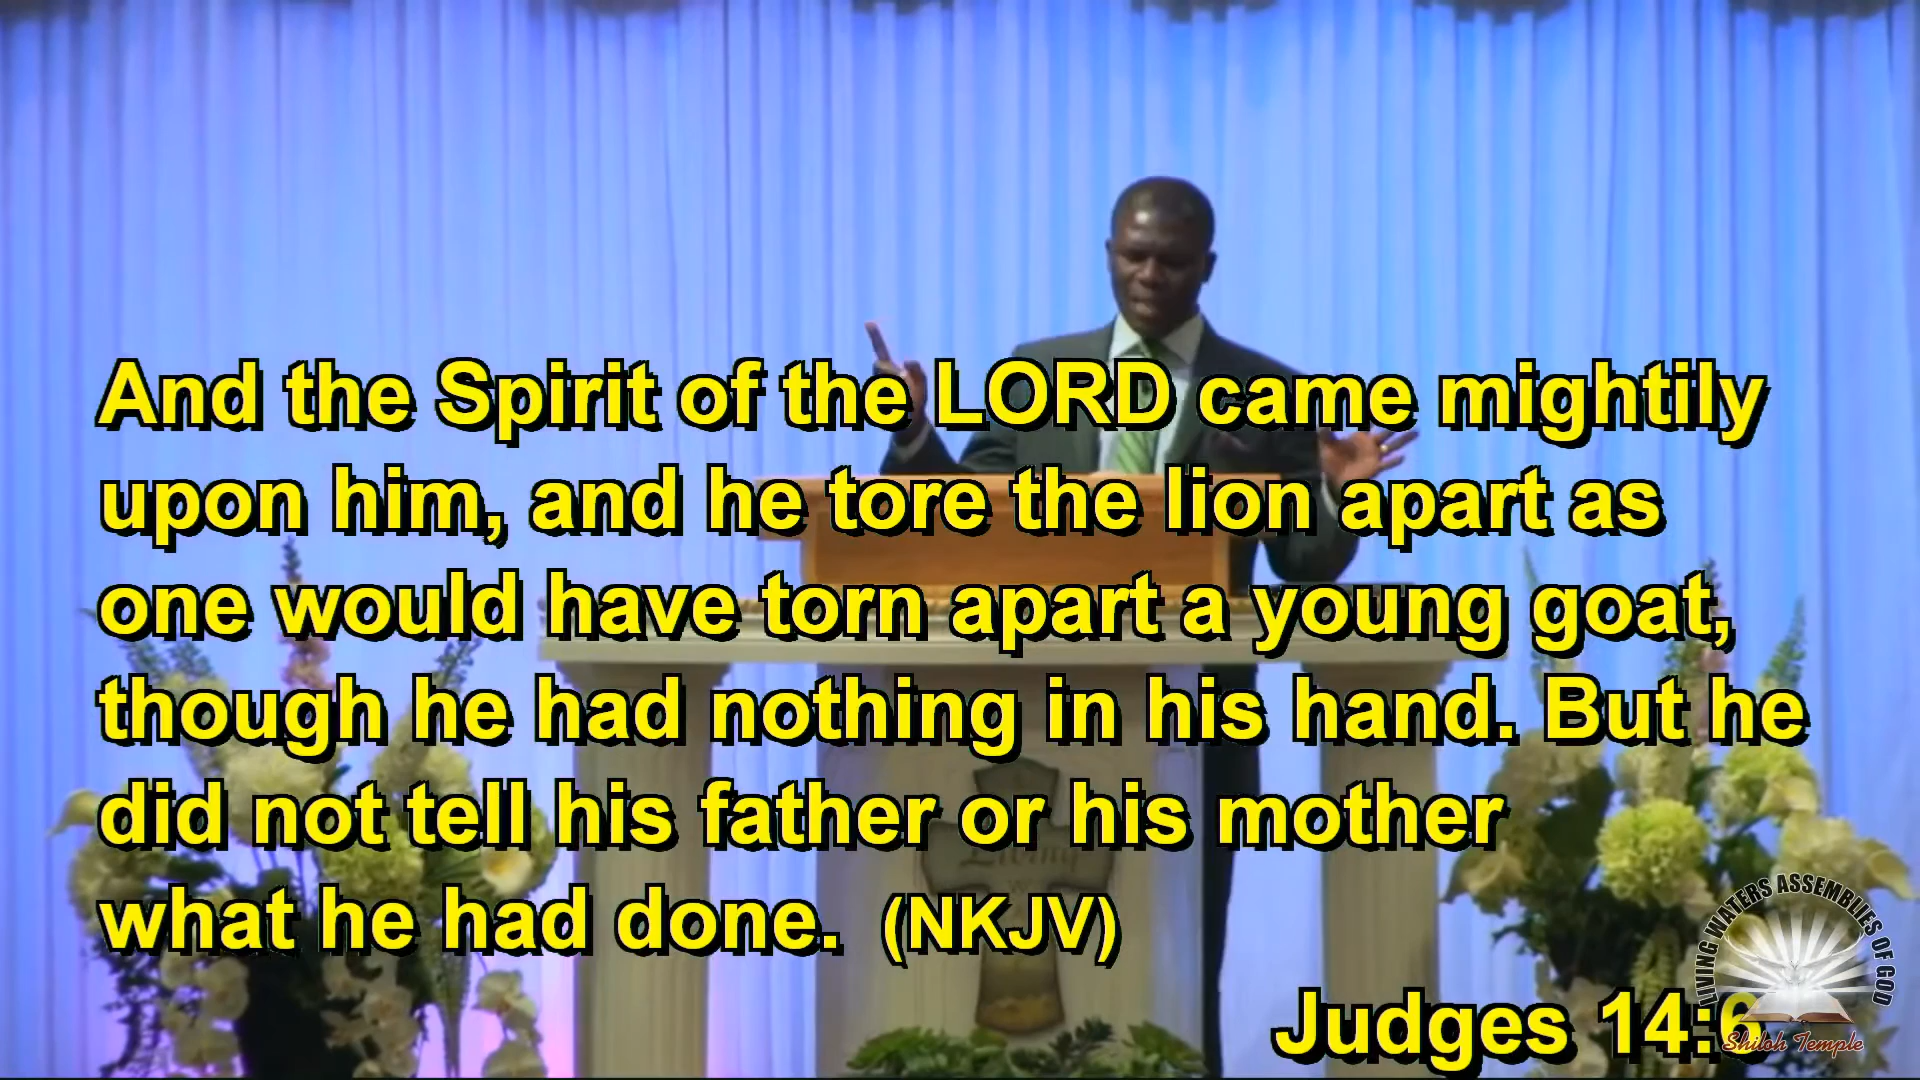 And the Spirit of the LORD came mightily
upon him, and he tore the lion apart as
one would have torn apart a young goat,
though he had nothing in his hand. But he
did not tell his father or his mother
what he had done. (NKJV)
Living
Judges 14:6
LIVING WATERS ASSEMBLIES OF GOD
Shiloh Temple